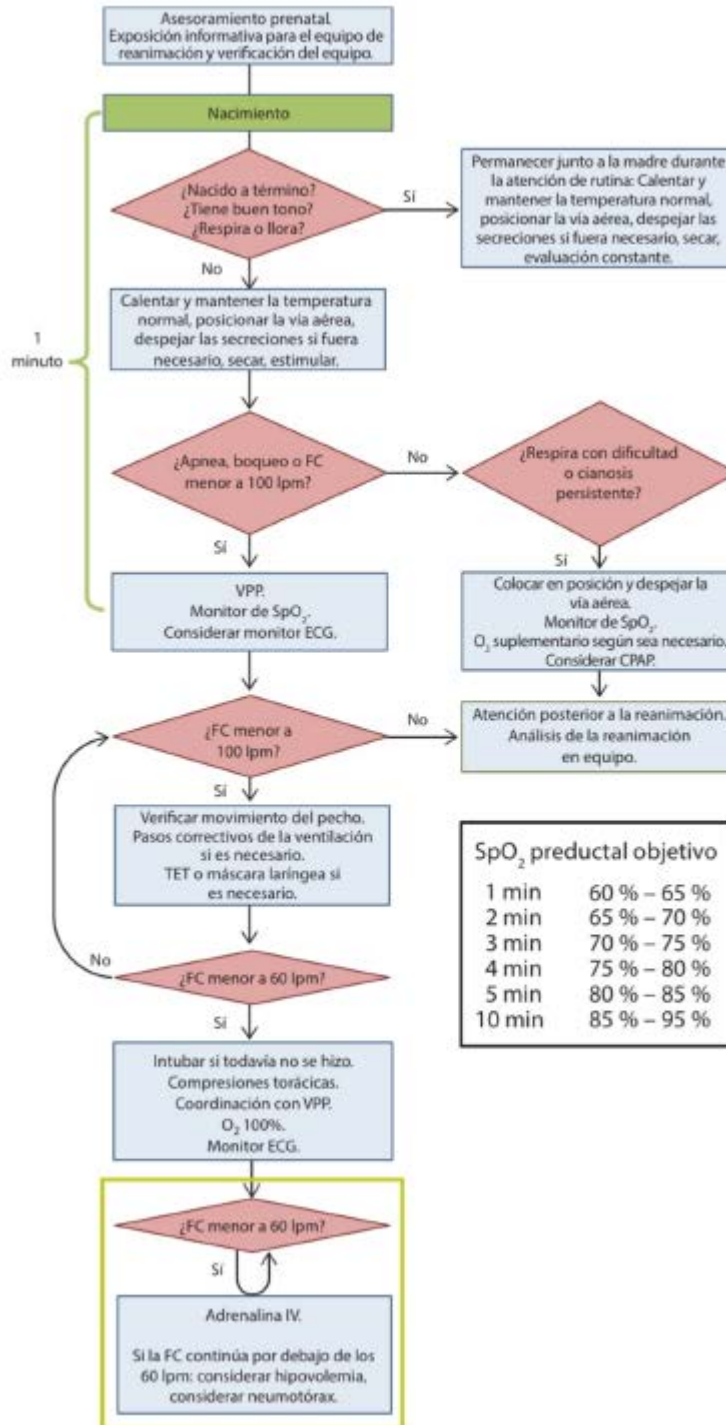 Asesoramiento prenatal.
Exposición informativa para el equipo de
reanimación y verificación del equipo.
Nacimiento
¿Nacido a término?
¿Tiene buen tono?
¿Respira o llora?
Sí
Permanecer junto a la madre durante
la atención de rutina: Calentar y
mantener la temperatura normal,
posicionar la vía aérea, despejar las
secreciones si fuera necesario, secar,
evaluación constante.
No
Calentar y mantener la temperatura
normal, posicionar la vía aérea,
despejar las secreciones si fuera
necesario, secar, estimular.
1
minuto
¿Apnea, boqueo o FC
menor a 100 lpm?
No
¿Respira con dificultad
o cianosis
persistente?
Sí
Sí
VPP.
Monitor de SpO₂.
Considerar monitor ECG.
Colocar en posición y despejar la
vía aérea.
Monitor de SpO₂.
O₂ suplementario según sea necesario.
Considerar CPAP.
¿FC menor a
100 lpm?
No
Atención posterior a la reanimación.
Análisis de la reanimación
en equipo.
Sí
Verificar movimiento del pecho.
Pasos correctivos de la ventilación
si es necesario.
TET o máscara laríngea si
es necesario.
No
¿FC menor a 60 lpm?
Sí
SpO₂ preductal objetivo
1 min 60 % – 65 %
2 min 65 % – 70 %
3 min 70 % – 75 %
4 min 75 % – 80 %
5 min 80 % – 85 %
10 min 85 % – 95 %
Intubar si todavía no se hizo.
Compresiones torácicas.
Coordinación con VPP.
O₂ 100%.
Monitor ECG.
¿FC menor a 60 lpm?
Sí
Adrenalina IV.
Si la FC continúa por debajo de los
60 lpm: considerar hipovolemia,
considerar neumotórax.